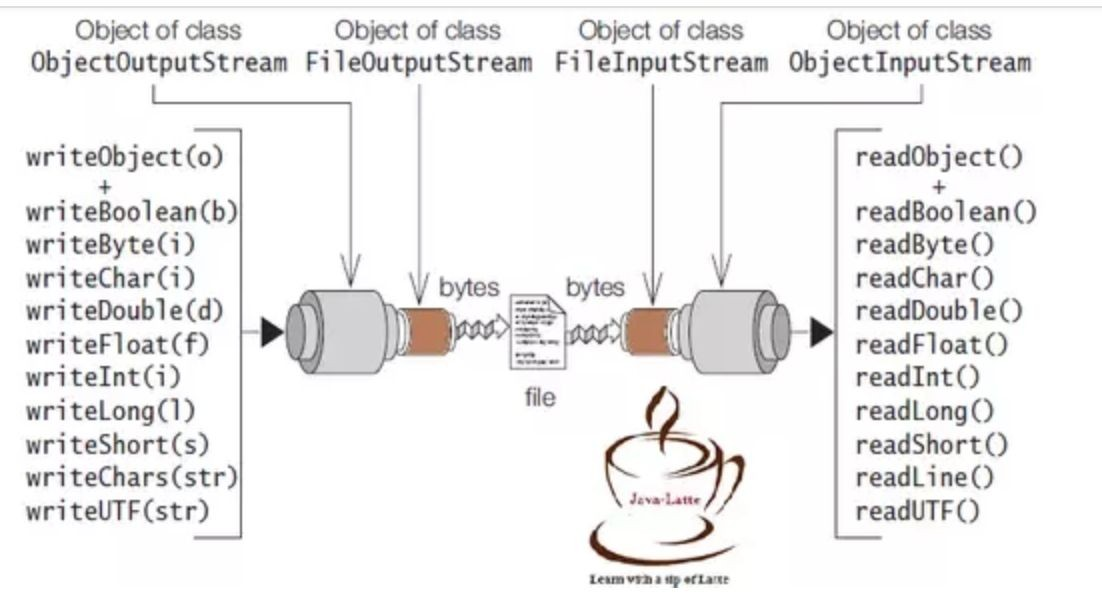 Object of class
ObjectOutputStream
Object of class
FileOutputStream
Object of class
FileInputStream
Object of class
ObjectInputStream
writeObject(o)
+
writeBoolean(b)
writeByte(i)
writeChar(i)
writeDouble(d)
writeFloat(f)
writeInt(i)
writeLong(l)
writeShort(s)
writeChars(str)
writeUTF(str)
bytes
file
bytes
readObject()
+
readBoolean()
readByte()
readChar()
readDouble()
readFloat()
readInt()
readLong()
readShort()
readLine()
readUTF()
Java-Latte
Learn with a sip of Latte